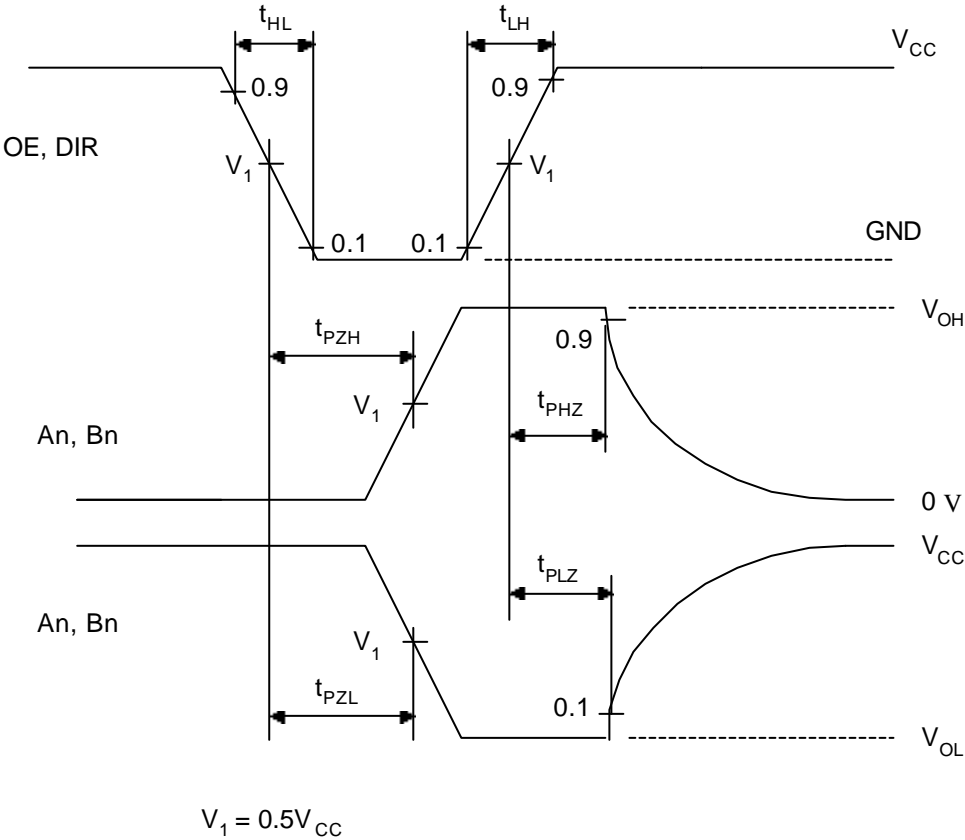 t_HL
t_LH
V_CC
0.9
0.9
OE, DIR
V_1
V_1
0.1
0.1
GND
V_OH
t_PZH
0.9
V_1
t_PHZ
An, Bn
0 V
V_CC
t_PLZ
An, Bn
V_1
t_PZL
0.1
V_OL
V_1 = 0.5V_CC